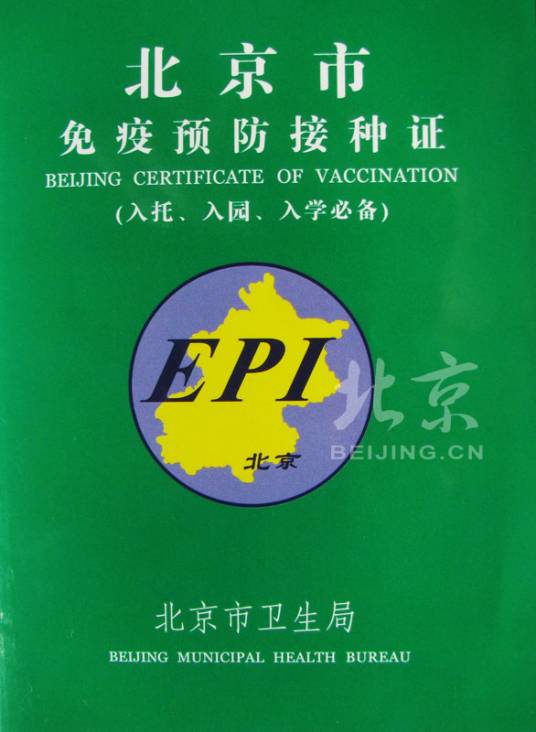 北京市
免疫预防接种证
BEIJING CERTIFICATE OF VACCINATION
(入托、入园、入学必备)
EPI
北京
北京
BEIJING.CN
北京市卫生局
BEIJING MUNICIPAL HEALTH BUREAU